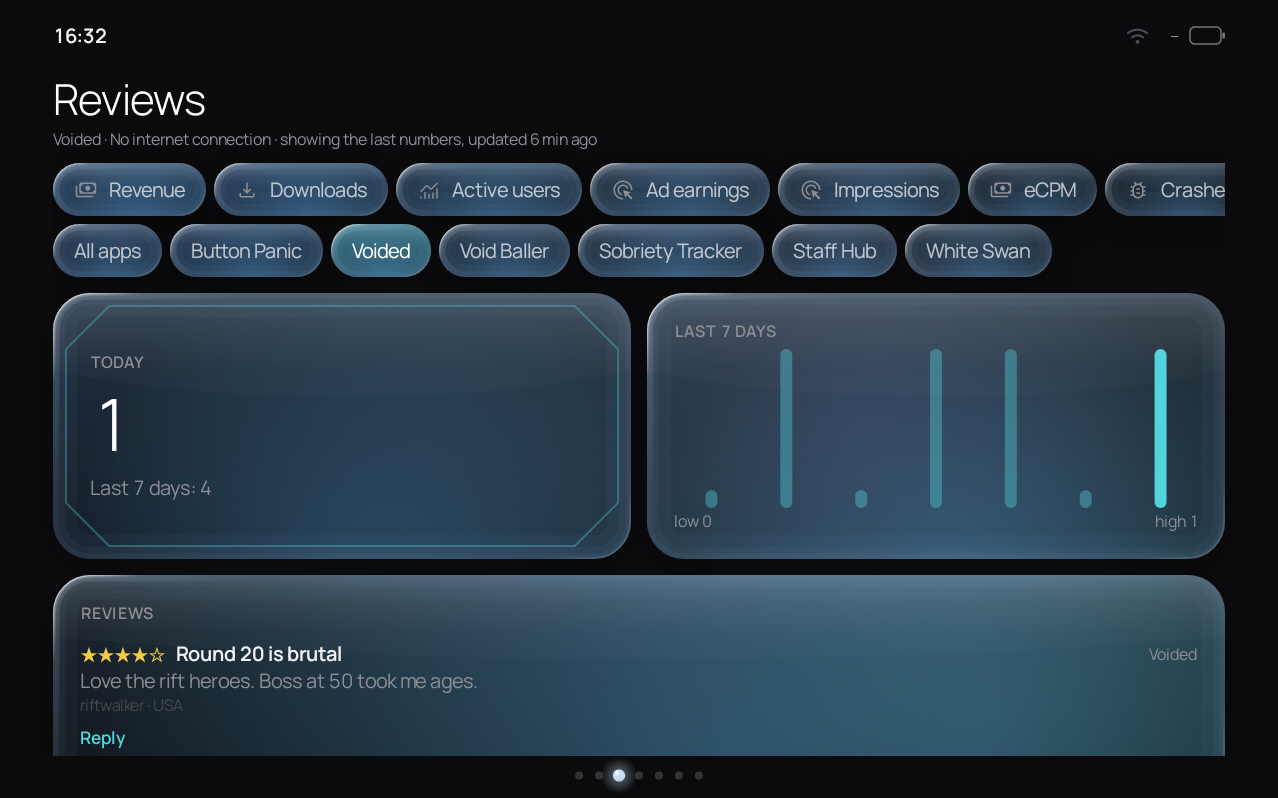 16:32
Reviews
Voided · No internet connection · showing the last numbers, updated 6 min ago
Revenue Downloads Active users Ad earnings Impressions eCPM Crashe
All apps Button Panic Voided Void Baller Sobriety Tracker Staff Hub White Swan
TODAY
1
Last 7 days: 4
LAST 7 DAYS
low 0 high 1
REVIEWS
★★★★☆ Round 20 is brutal Voided
Love the rift heroes. Boss at 50 took me ages.
riftwalker · USA
Reply